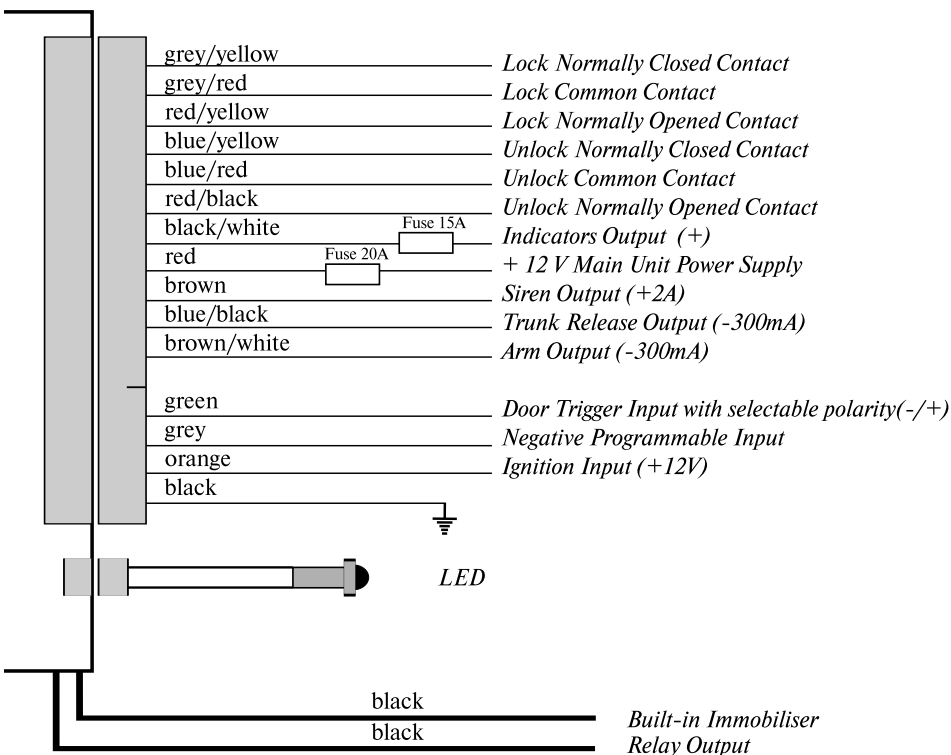 grey/yellow Lock Normally Closed Contact
grey/red Lock Common Contact
red/yellow Lock Normally Opened Contact
blue/yellow Unlock Normally Closed Contact
blue/red Unlock Common Contact
red/black Unlock Normally Opened Contact
black/white Fuse 15A Indicators Output (+)
red Fuse 20A + 12 V Main Unit Power Supply
brown Siren Output (+2A)
blue/black Trunk Release Output (-300mA)
brown/white Arm Output (-300mA)
green Door Trigger Input with selectable polarity(-/+)
grey Negative Programmable Input
orange Ignition Input (+12V)
black
LED
black Built-in Immobiliser
black Relay Output